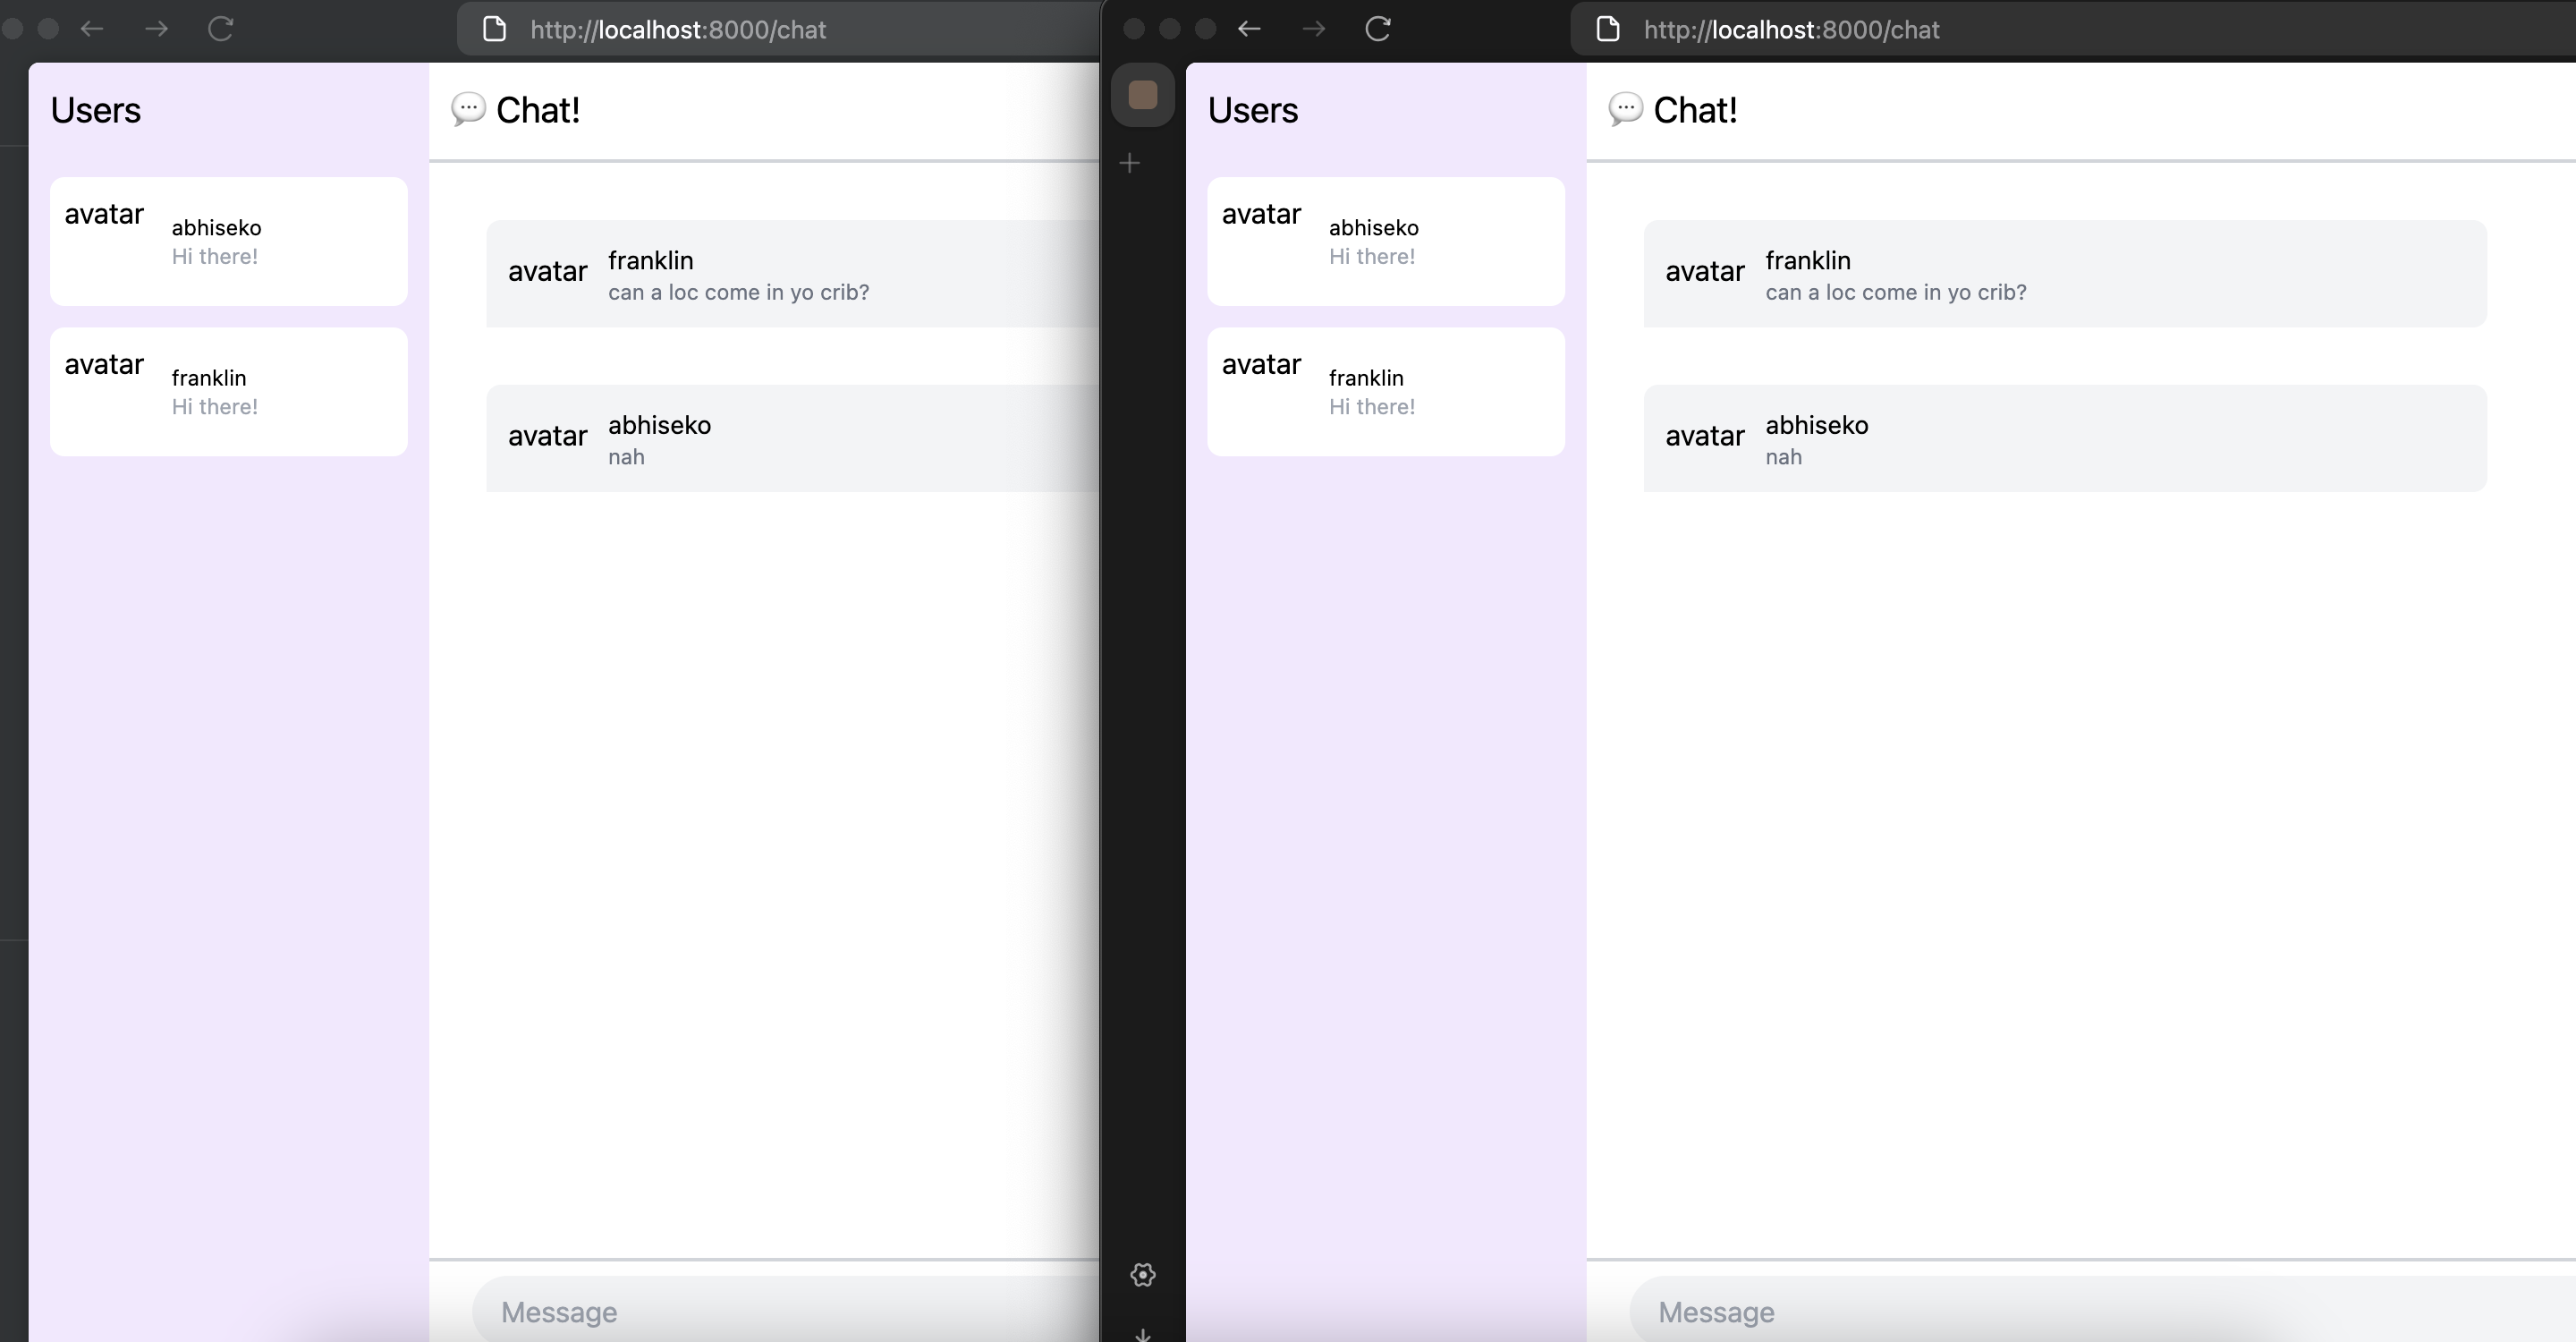 http://localhost:8000/chat
Users
💬 Chat!
avatar
abhiseko
Hi there!
avatar
franklin
Hi there!
avatar
franklin
can a loc come in yo crib?
avatar
abhiseko
nah
Message
http://localhost:8000/chat
Users
💬 Chat!
avatar
abhiseko
Hi there!
avatar
franklin
Hi there!
avatar
franklin
can a loc come in yo crib?
avatar
abhiseko
nah
Message